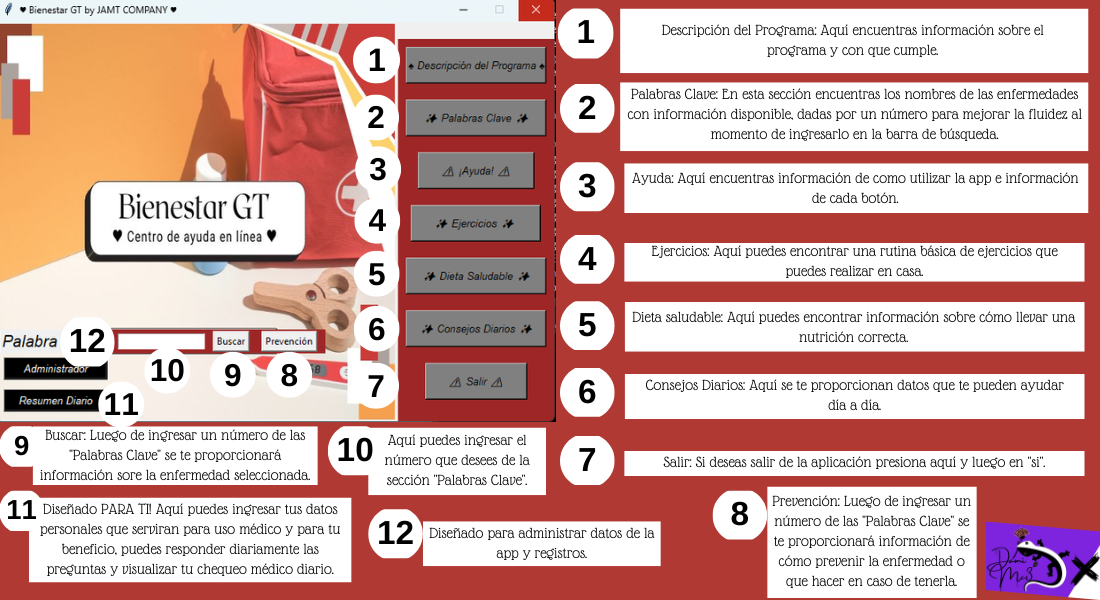 ♥ Bienestar GT by JAMT COMPANY ♥
Bienestar GT
♥ Centro de ayuda en línea ♥
1
♠ Descripción del Programa ♠
2
✨ Palabras Clave ✨
3
⚠ ¡Ayuda! ⚠
4
✨ Ejercicios ✨
5
✨ Dieta Saludable ✨
6
✨ Consejos Diarios ✨
7
⚠ Salir ⚠
Palabra
12
Buscar
Prevención
Administrador
10
9
8
Resumen Diario
11
1
Descripción del Programa: Aquí encuentras información sobre el
programa y con que cumple.
2
Palabras Clave: En esta sección encuentras los nombres de las enfermedades
con información disponible, dadas por un número para mejorar la fluidez al
momento de ingresarlo en la barra de búsqueda.
3
Ayuda: Aquí encuentras información de como utilizar la app e información
de cada botón.
4
Ejercicios: Aquí puedes encontrar una rutina básica de ejercicios que
puedes realizar en casa.
5
Dieta saludable: Aquí puedes encontrar información sobre cómo llevar una
nutrición correcta.
6
Consejos Diarios: Aquí se te proporcionan datos que te pueden ayudar
día a día.
7
Salir: Si deseas salir de la aplicación presiona aquí y luego en "si".
8
Prevención: Luego de ingresar un
número de las "Palabras Clave" se
te proporcionará información de
cómo prevenir la enfermedad o
que hacer en caso de tenerla.
9
Buscar: Luego de ingresar un número de las
"Palabras Clave" se te proporcionará
información sore la enfermedad seleccionada.
10
Aquí puedes ingresar el
número que desees de la
sección "Palabras Clave".
11
Diseñado PARA TI! Aquí puedes ingresar tus datos
personales que serviran para uso médico y para tu
beneficio, puedes responder diariamente las
preguntas y visualizar tu chequeo médico diario.
12
Diseñado para administrar datos de la
app y registros.